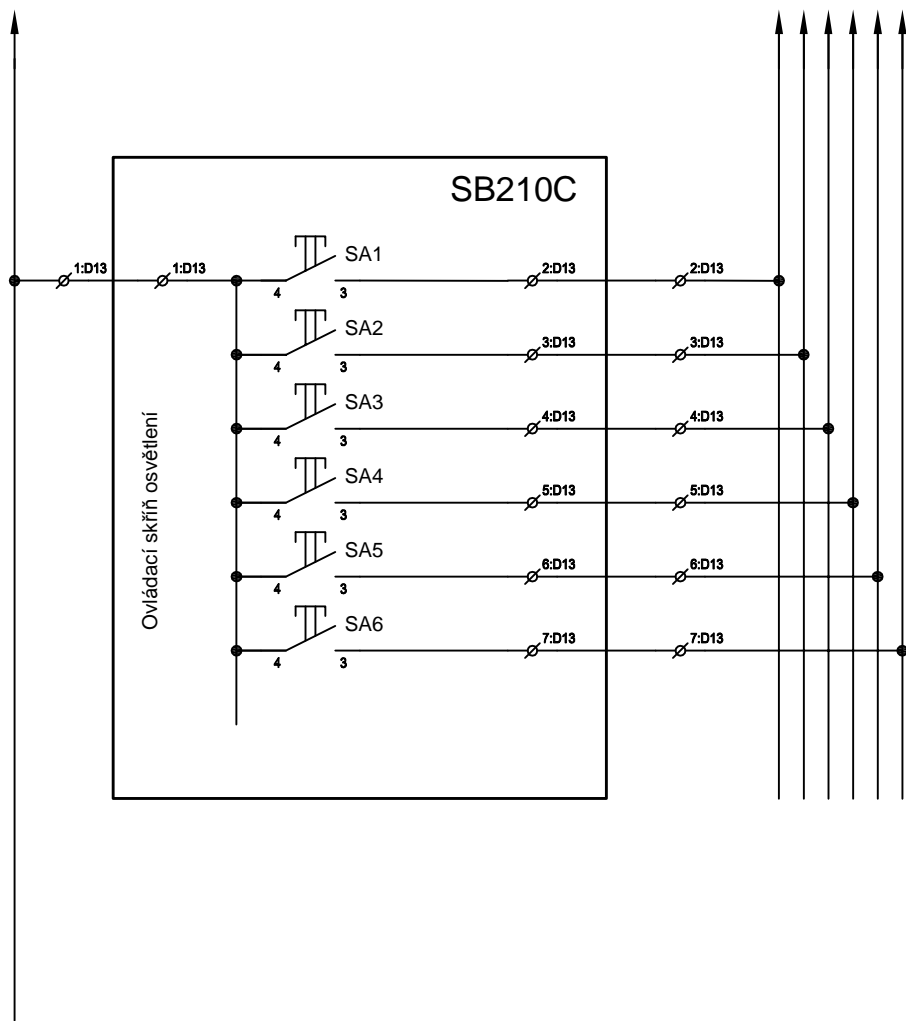 SB210C
SA1
1:D13 1:D13 2:D13 2:D13
4 3
SA2
3:D13 3:D13
4 3
SA3
4:D13 4:D13
4 3
SA4
5:D13 5:D13
4 3
SA5
6:D13 6:D13
4 3
SA6
7:D13 7:D13
4 3
Ovládací skříň osvětlení